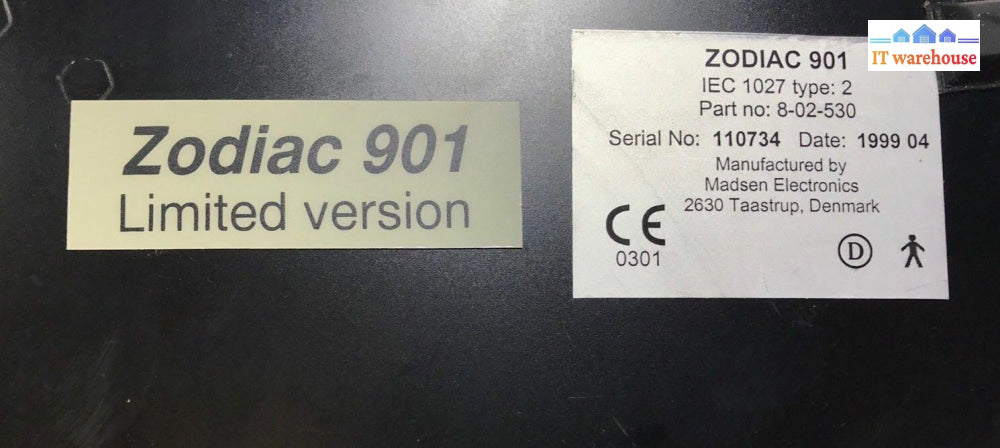 IT warehouse
Zodiac 901
Limited version
ZODIAC 901
IEC 1027 type: 2
Part no: 8-02-530
Serial No: 110734 Date: 1999 04
Manufactured by
Madsen Electronics
2630 Taastrup, Denmark
CE
0301
D